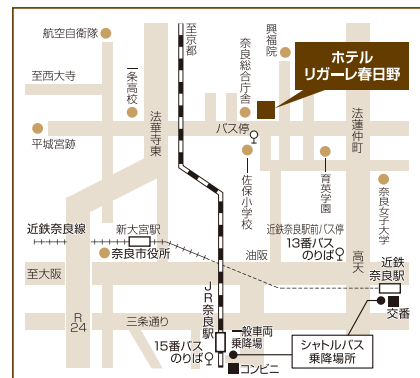 航空自衛隊
至京都
興福院
奈良総合庁舎
ホテル
リガーレ春日野
至西大寺
一条高校
法華寺東
バス停
法蓮仲町
平城宮跡
佐保小学校
育英学園
奈良女子大学
近鉄奈良線
新大宮駅
近鉄奈良駅前バス停
13番バス
のりば
奈良市役所
油阪
高天
近鉄
奈良駅
至大阪
JR奈良駅
交番
R
24
三条通り
一般車両
乗降場
シャトルバス
乗降場所
15番バス
のりば
コンビニ